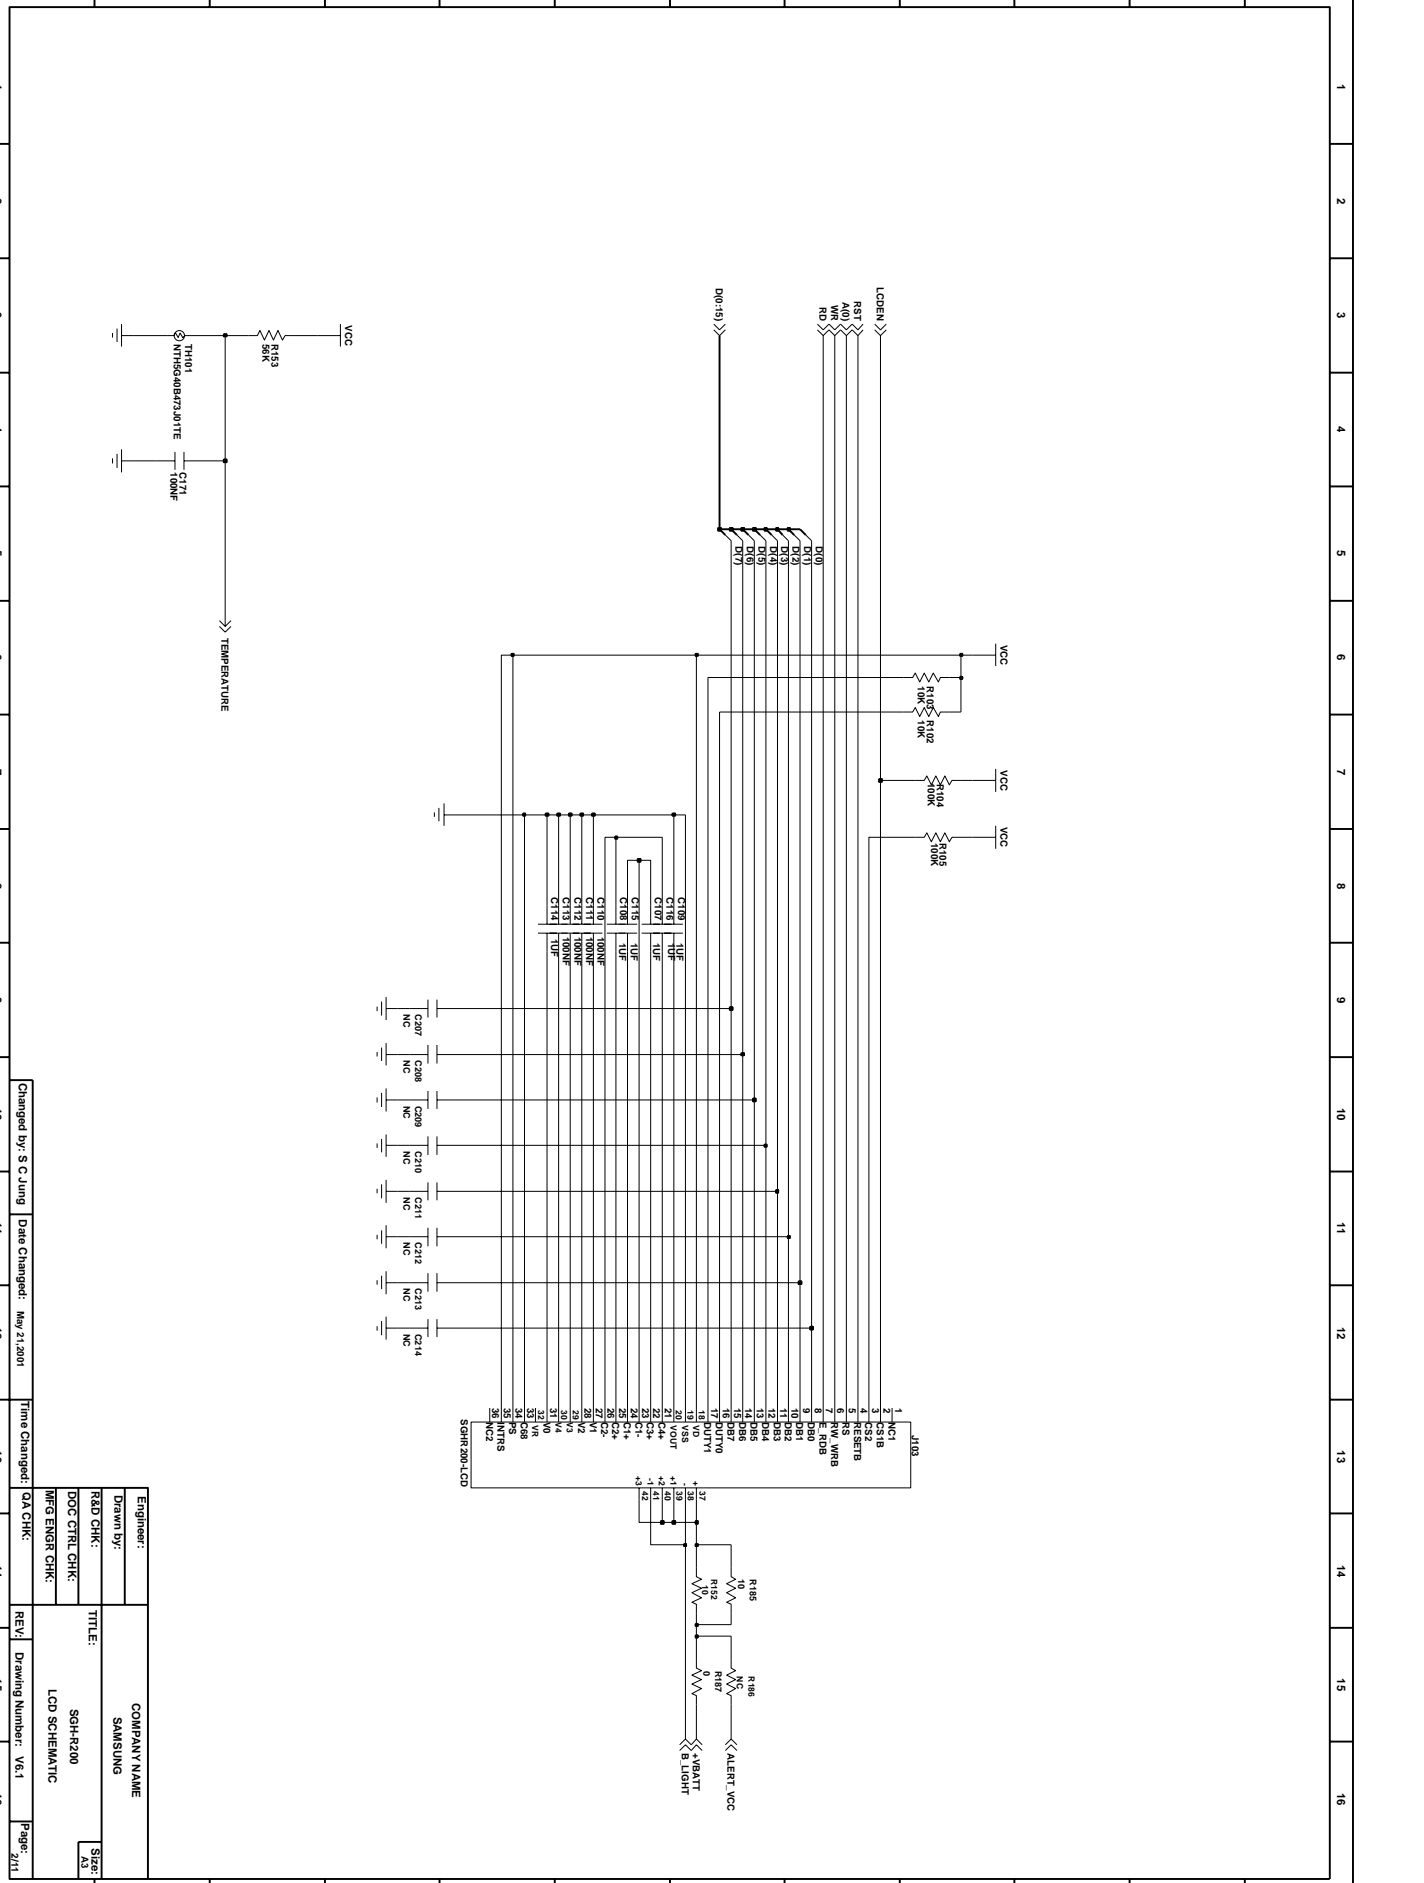 1
2
3
4
5
6
7
8
9
10
11
12
13
14
15
16
LCDEN
RST
A(0)
WR
RD
D(0:15)
D(0)
D(1)
D(2)
D(3)
D(4)
D(5)
D(6)
D(7)
VCC
R103
10K
R102
10K
VCC
R104
100K
VCC
R105
100K
C109
1UF
C116
1UF
C107
1UF
C115
1UF
C108
1UF
C110
100NF
C111
100NF
C112
100NF
C113
100NF
C114
1UF
C207
NC
C208
NC
C209
NC
C210
NC
C211
NC
C212
NC
C213
NC
C214
NC
J103
1 NC1
2
3 CS1B
4 CS2
5 RESETB
6 RS
7 RW_WRB
8 E_RDB
9 DB0
10 DB1
11 DB2
12 DB3
13 DB4
14 DB5
15 DB6
16 DB7
17 DUTY0
18 DUTY1
19 VD
20 VSS
21 VOUT
22 C4+
23 C3+
24 C1-
25 C1+
26 C2+
27 C2-
28 V1
29 V2
30 V3
31 V4
32 V0
33 VR
34 C68
35 PS
36 INTRS
NC2
SGHR200-LCD
+ 37
- 38
+1 39
+2 40
-1 41
+3 42
R185
10
R152
10
R186
NC
R187
0
ALERT_VCC
+VBATT
B_LIGHT
VCC
R153
56K
TH101
NTH5G40B473J01TE
C171
100NF
TEMPERATURE
Engineer:
Drawn by:
R&D CHK:
DOC CTRL CHK:
MFG ENGR CHK:
QA CHK:
Changed by: S C Jung
Date Changed: May 21,2001
Time Changed:
COMPANY NAME
SAMSUNG
TITLE:
SGH-R200
LCD SCHEMATIC
Size:
A3
REV:
Drawing Number: V6.1
Page:
2/11